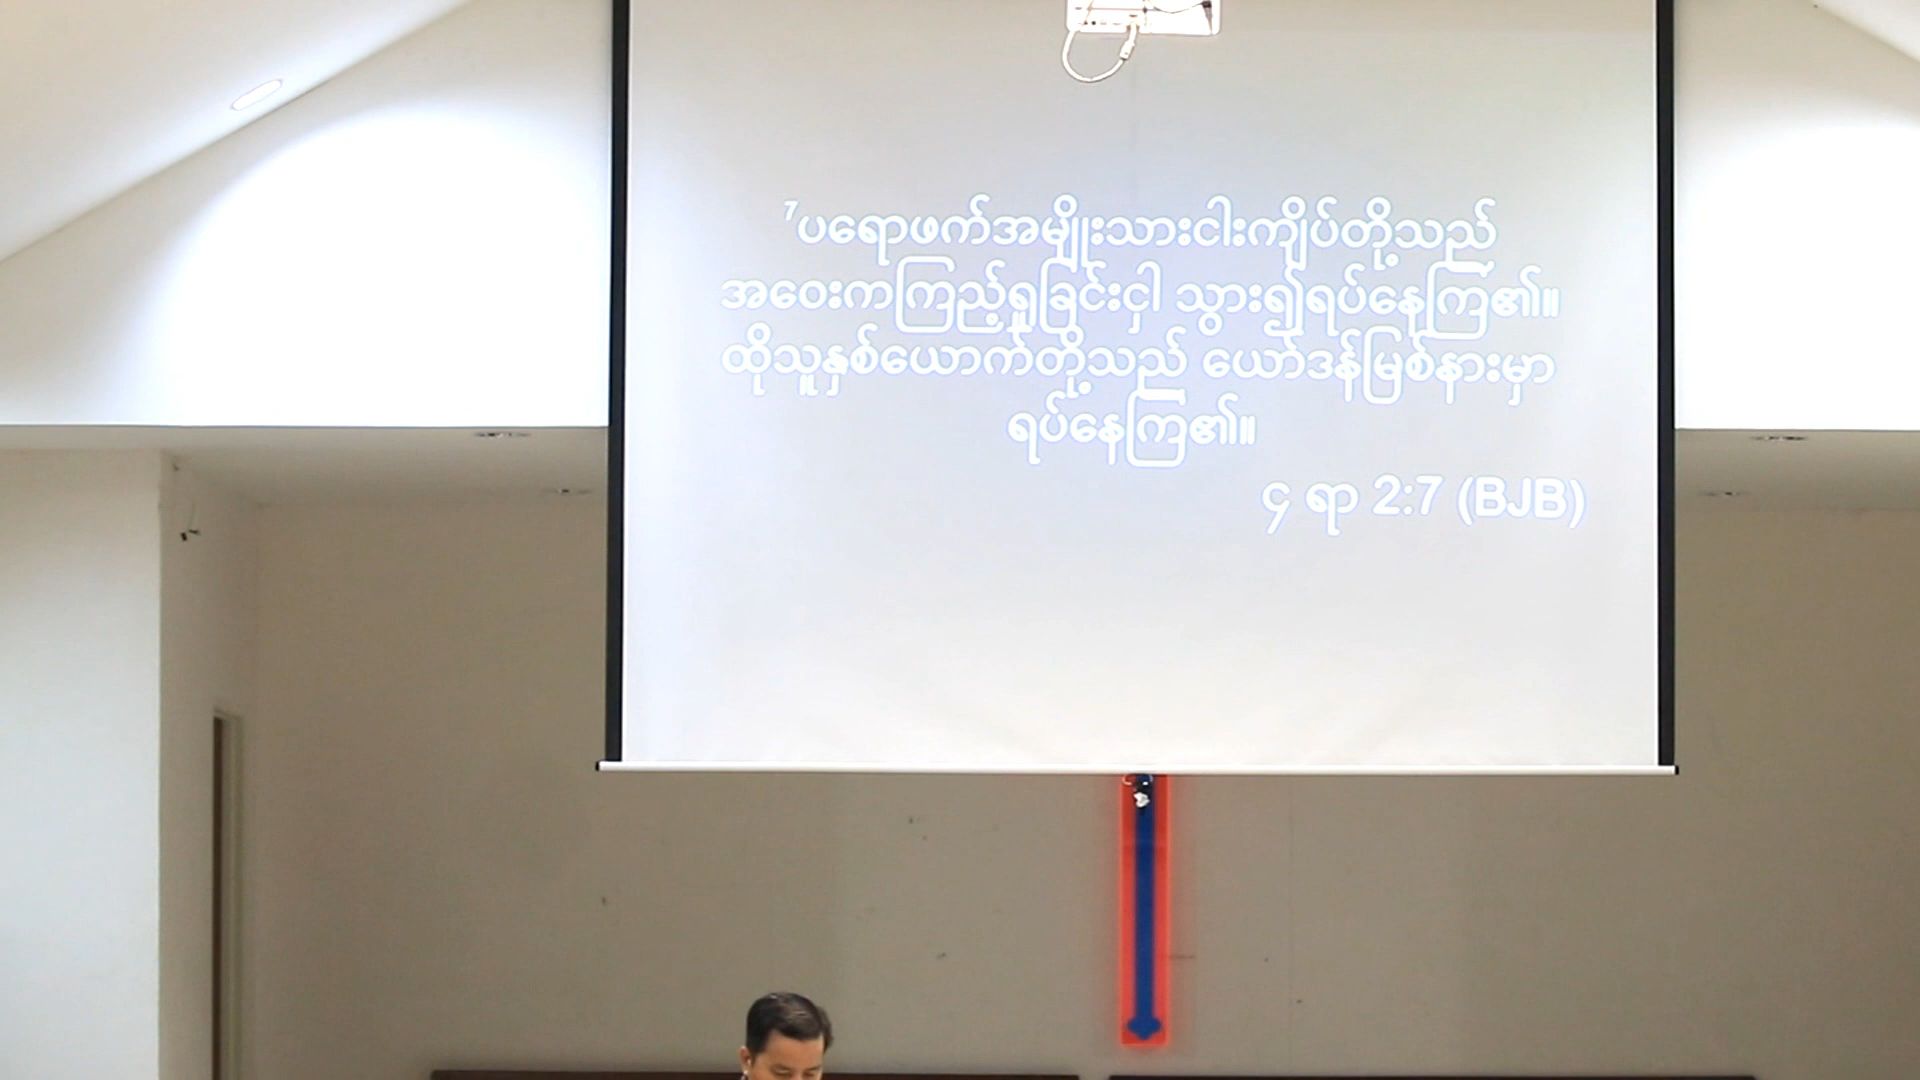 ⁷ပရောဖက်အမျိုးသားငါးကျိပ်တို့သည်
အဝေးကကြည့်ရှုခြင်းငှါ သွား၍ရပ်နေကြ၏။
ထိုသူနှစ်ယောက်တို့သည် ယော်ဒန်မြစ်နားမှာ
ရပ်နေကြ၏။
၄ ရာ 2:7 (BJB)